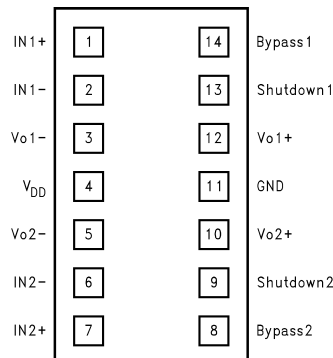 IN1+ 1 14 Bypass1
IN1- 2 13 Shutdown1
Vo1- 3 12 Vo1+
VDD 4 11 GND
Vo2- 5 10 Vo2+
IN2- 6 9 Shutdown2
IN2+ 7 8 Bypass2